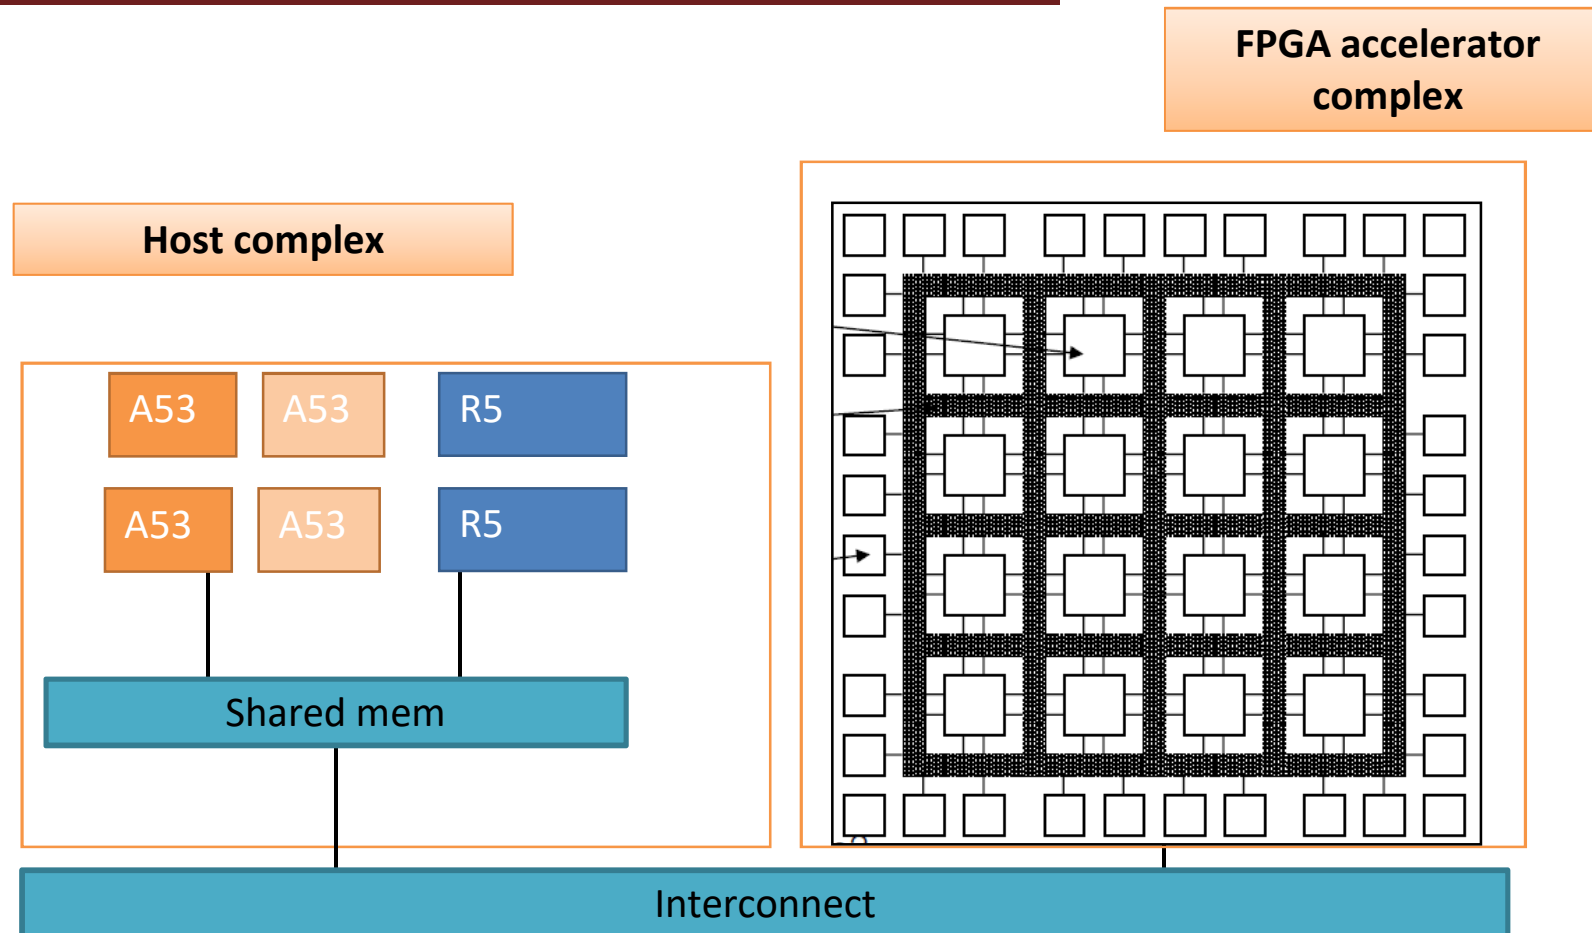 FPGA accelerator
complex
Host complex
A53 A53 R5
A53 A53 R5
Shared mem
Interconnect